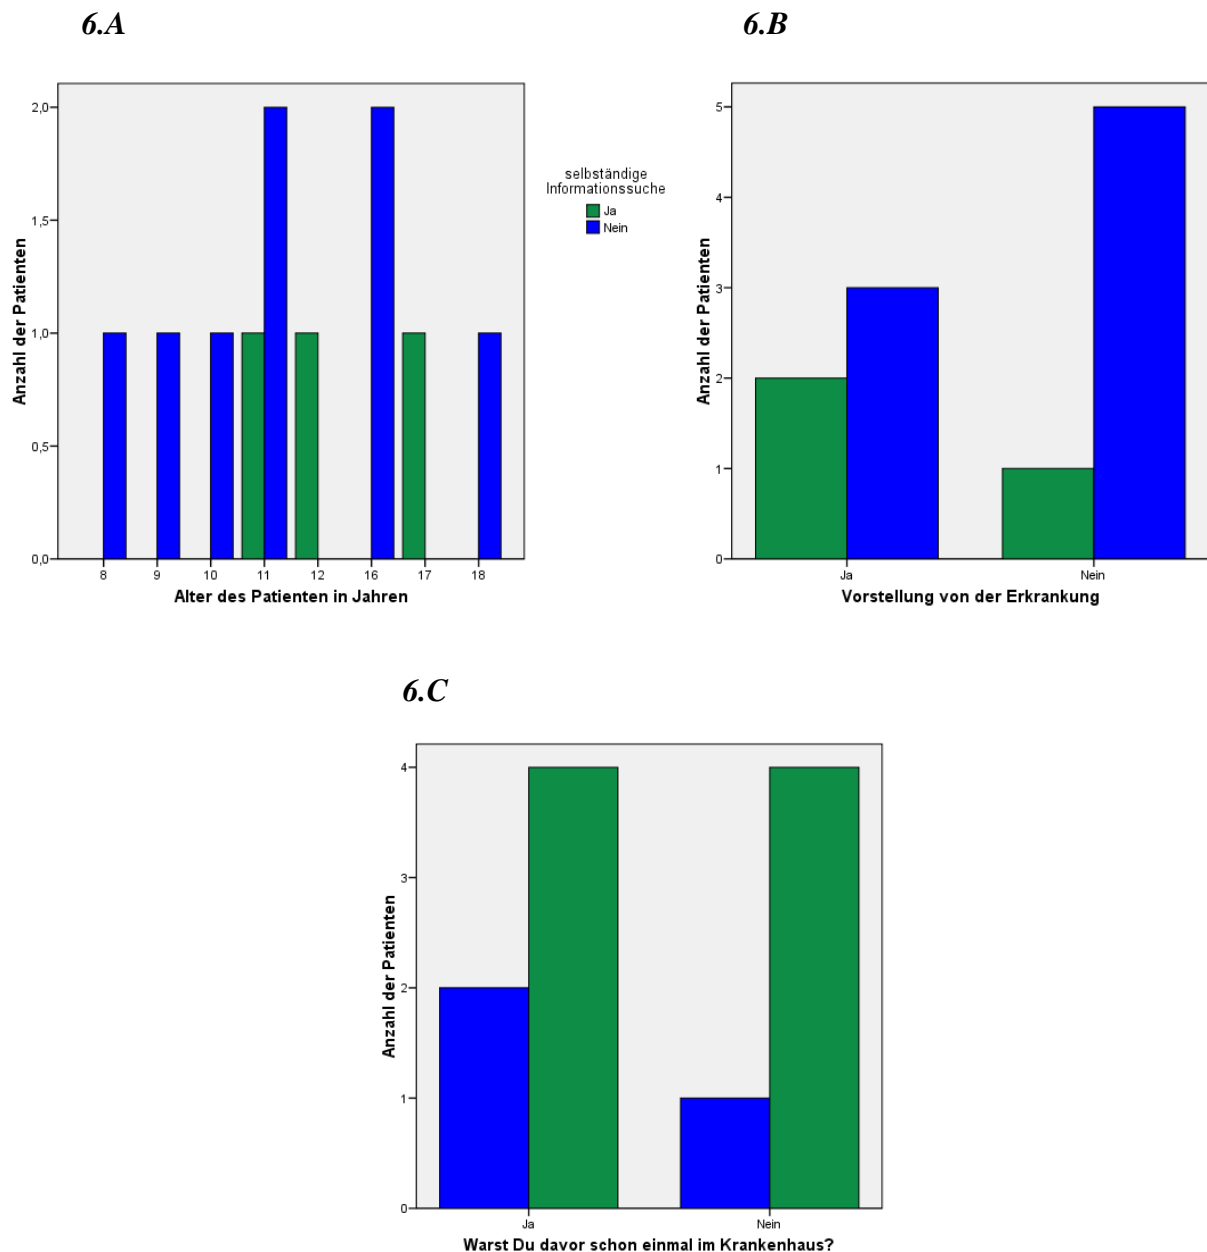 6.A
6.B
2,0
1,5
1,0
0,5
0,0
Anzahl der Patienten
8 9 10 11 12 16 17 18
Alter des Patienten in Jahren
selbständige
Informationssuche
Ja
Nein
5
4
3
2
1
0
Anzahl der Patienten
Ja Nein
Vorstellung von der Erkrankung
6.C
4
3
2
1
0
Anzahl der Patienten
Ja Nein
Warst Du davor schon einmal im Krankenhaus?